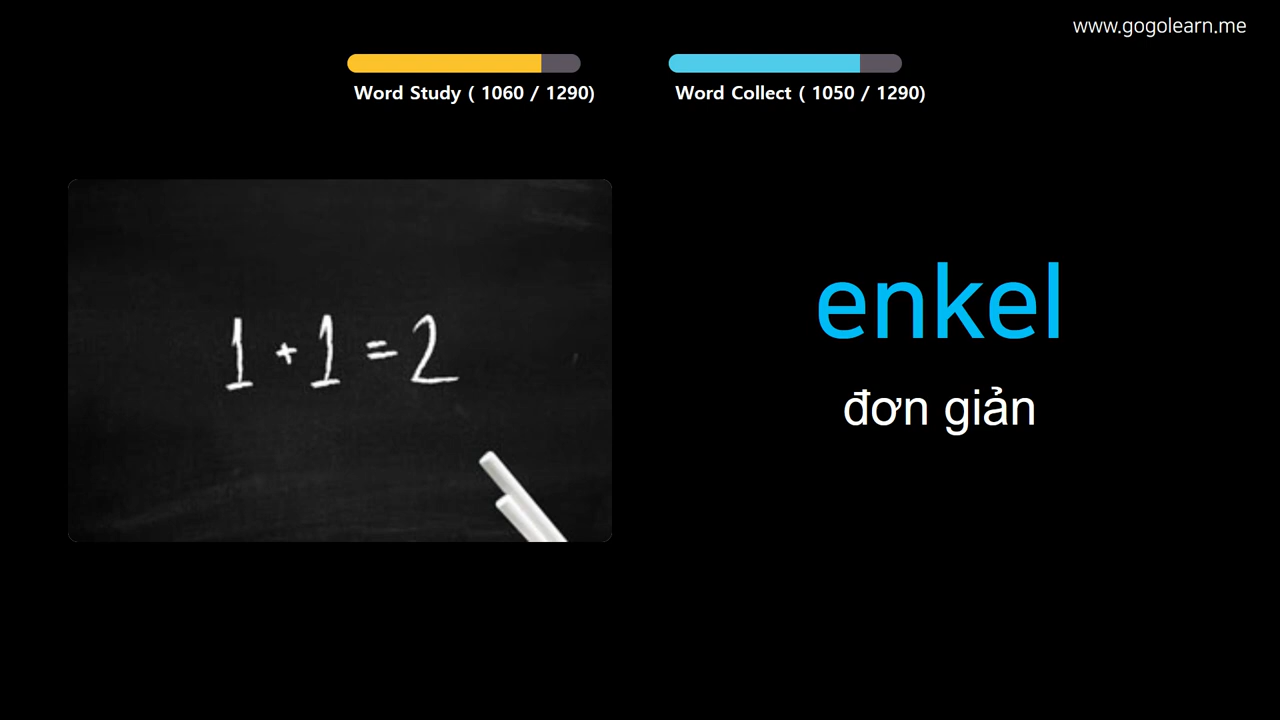 www.gogolearn.me
Word Study ( 1060 / 1290)
Word Collect ( 1050 / 1290)
1 + 1 = 2
enkel
đơn giản